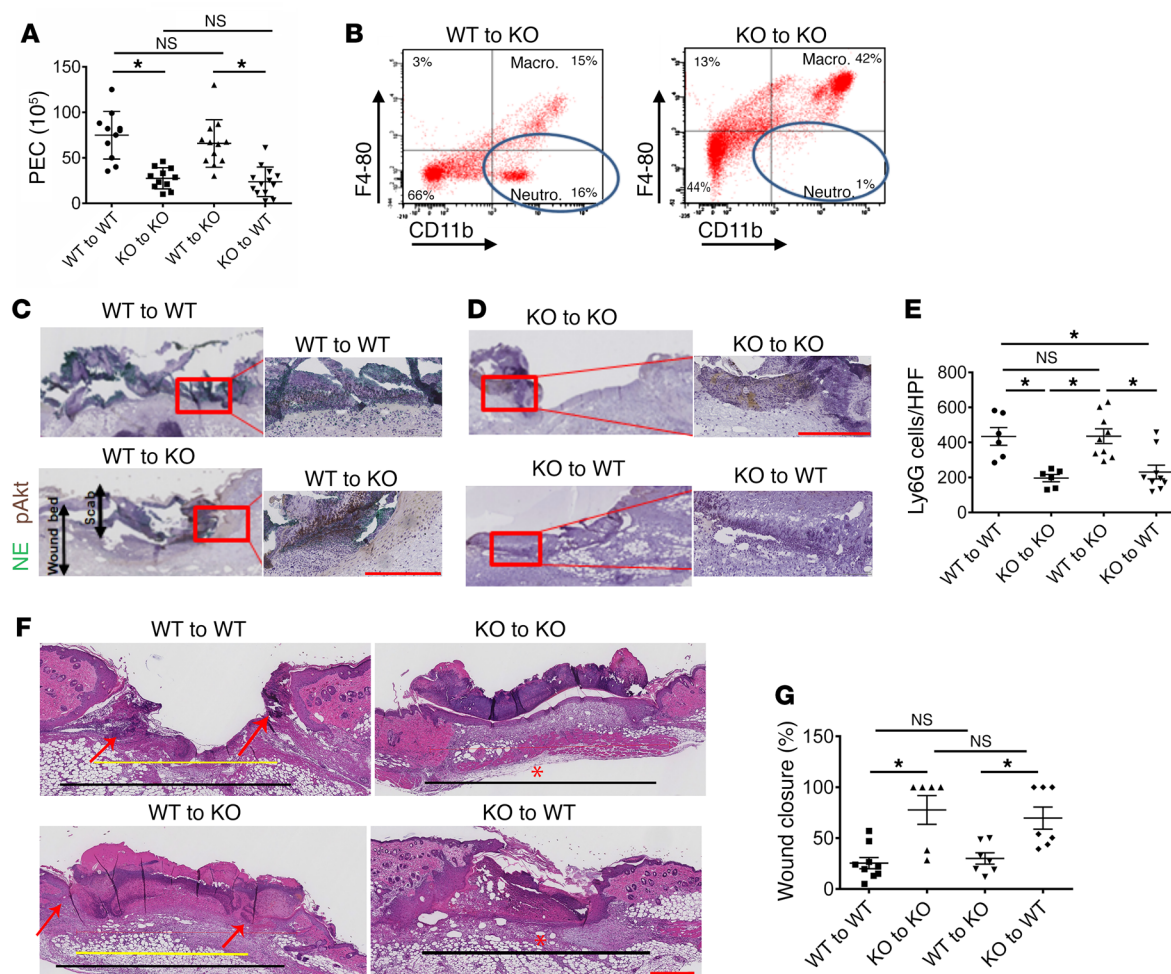 A
NS
NS
*
*
PEC (10⁵)
150
100
50
0
WT to WT
KO to KO
WT to KO
KO to WT
B
WT to KO
3%
Macro. 15%
66%
Neutro. 16%
F4-80
CD11b
KO to KO
13%
Macro. 42%
44%
Neutro. 1%
F4-80
CD11b
C
WT to WT
WT to WT
WT to KO
WT to KO
NE pAkt
Wound bed
Scab
D
KO to KO
KO to KO
KO to WT
KO to WT
E
*
NS
*
*
*
Ly6G cells/HPF
800
600
400
200
0
WT to WT
KO to KO
WT to KO
KO to WT
F
WT to WT
KO to KO
*
WT to KO
KO to WT
*
G
NS
NS
*
*
Wound closure (%)
150
100
50
0
WT to WT
KO to KO
WT to KO
KO to WT